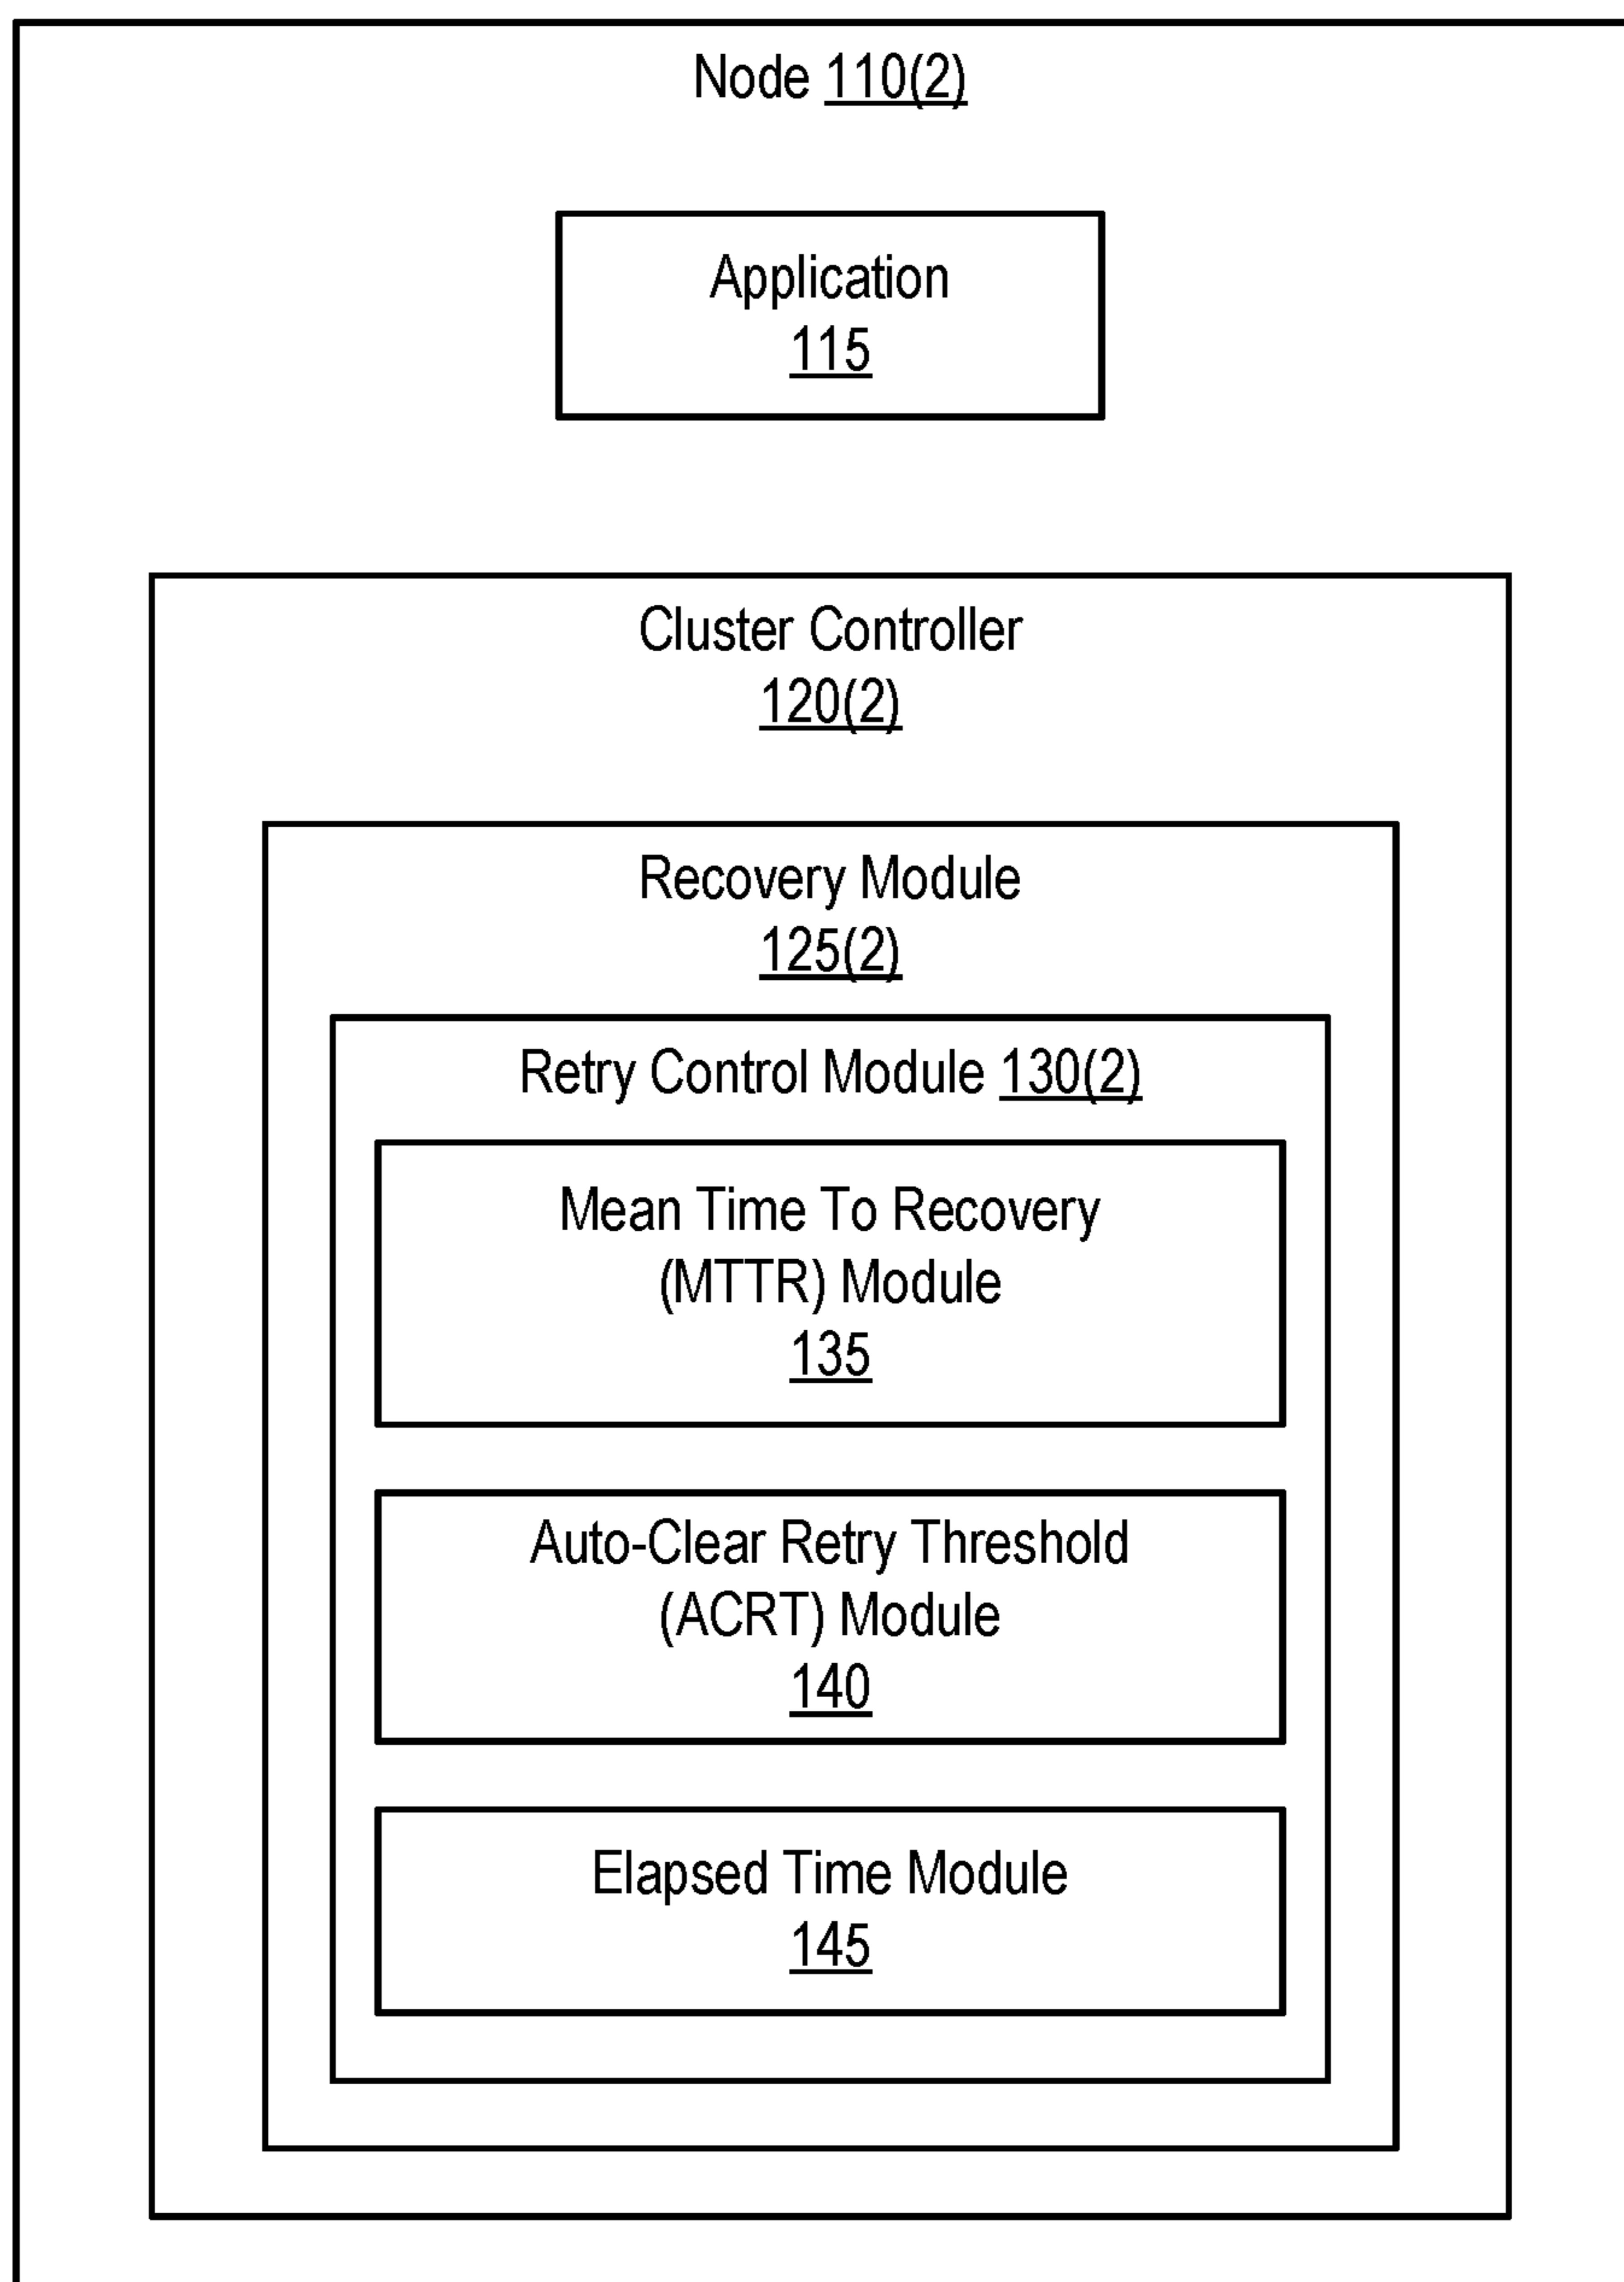 Node 110(2)
Application
115
Cluster Controller
120(2)
Recovery Module
125(2)
Retry Control Module 130(2)
Mean Time To Recovery
(MTTR) Module
135
Auto-Clear Retry Threshold
(ACRT) Module
140
Elapsed Time Module
145